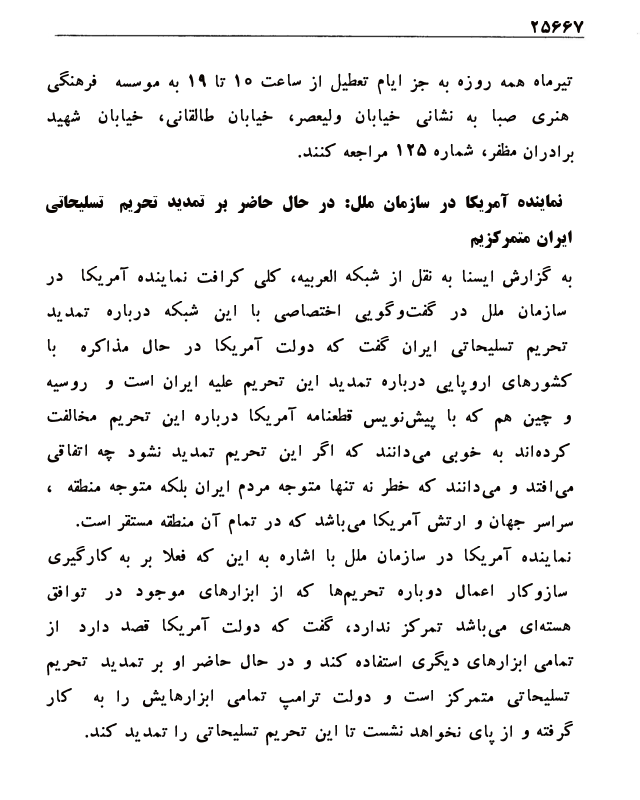 ۲۵۶۶۷
تیرماه همه روزه به جز ایام تعطیل از ساعت ۱۰ تا ۱۹ به موسسه فرهنگی
هنری صبا به نشانی خیابان ولیعصر، خیابان طالقانی، خیابان شهید
برادران مظفر، شماره ۱۲۵ مراجعه کنند.
نماینده آمریکا در سازمان ملل: در حال حاضر بر تمدید تحریم تسلیحاتی
ایران متمرکزیم
به گزارش ایسنا به نقل از شبکه العربیه، کلی کرافت نماینده آمریکا در
سازمان ملل در گفت‌وگویی اختصاصی با این شبکه درباره تمدید
تحریم تسلیحاتی ایران گفت که دولت آمریکا در حال مذاکره با
کشورهای اروپایی درباره تمدید این تحریم علیه ایران است و روسیه
و چین هم که با پیش‌نویس قطعنامه آمریکا درباره این تحریم مخالفت
کرده‌اند به خوبی می‌دانند که اگر این تحریم تمدید نشود چه اتفاقی
می‌افتد و می‌دانند که خطر نه تنها متوجه مردم ایران بلکه متوجه منطقه ،
سراسر جهان و ارتش آمریکا می‌باشد که در تمام آن منطقه مستقر است.
نماینده آمریکا در سازمان ملل با اشاره به این که فعلا بر به کارگیری
سازوکار اعمال دوباره تحریم‌ها که از ابزارهای موجود در توافق
هسته‌ای می‌باشد تمرکز ندارد، گفت که دولت آمریکا قصد دارد از
تمامی ابزارهای دیگری استفاده کند و در حال حاضر او بر تمدید تحریم
تسلیحاتی متمرکز است و دولت ترامپ تمامی ابزارهایش را به کار
گرفته و از پای نخواهد نشست تا این تحریم تسلیحاتی را تمدید کند.